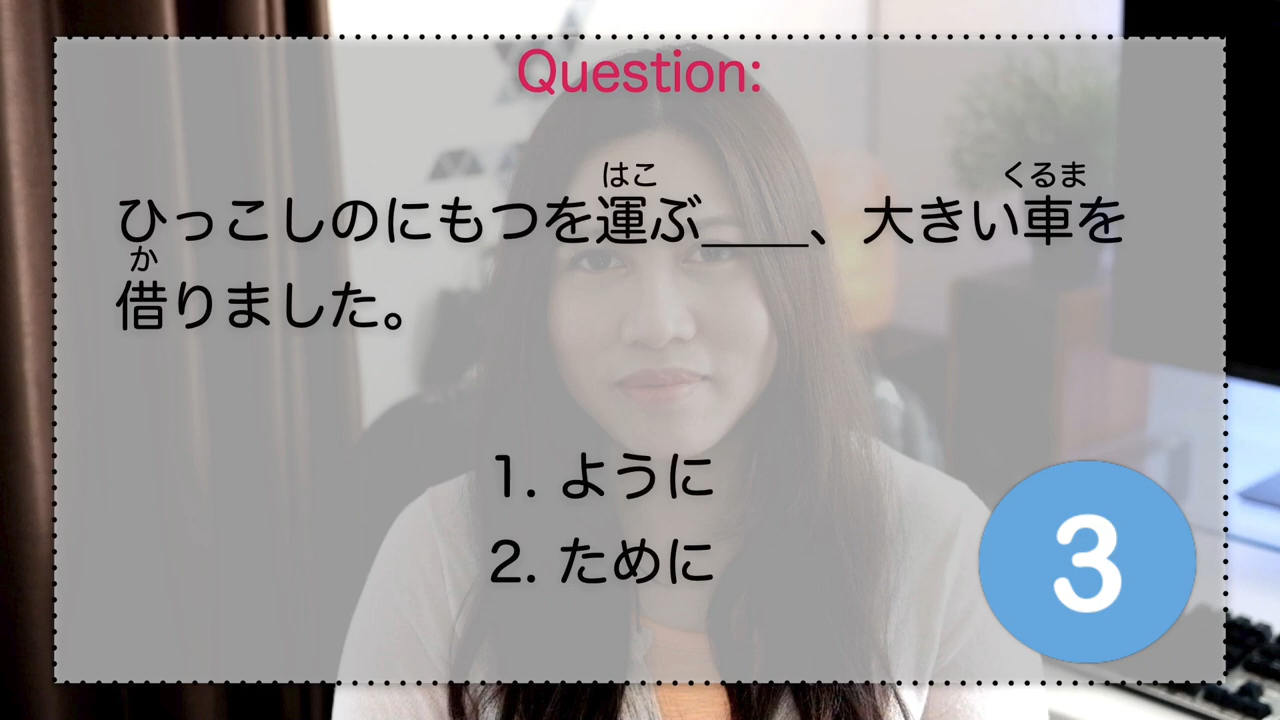 Question:
はこ くるま
ひっこしのにもつを運ぶ____、大きい車を
か
借りました。
1. ように
2. ために
3